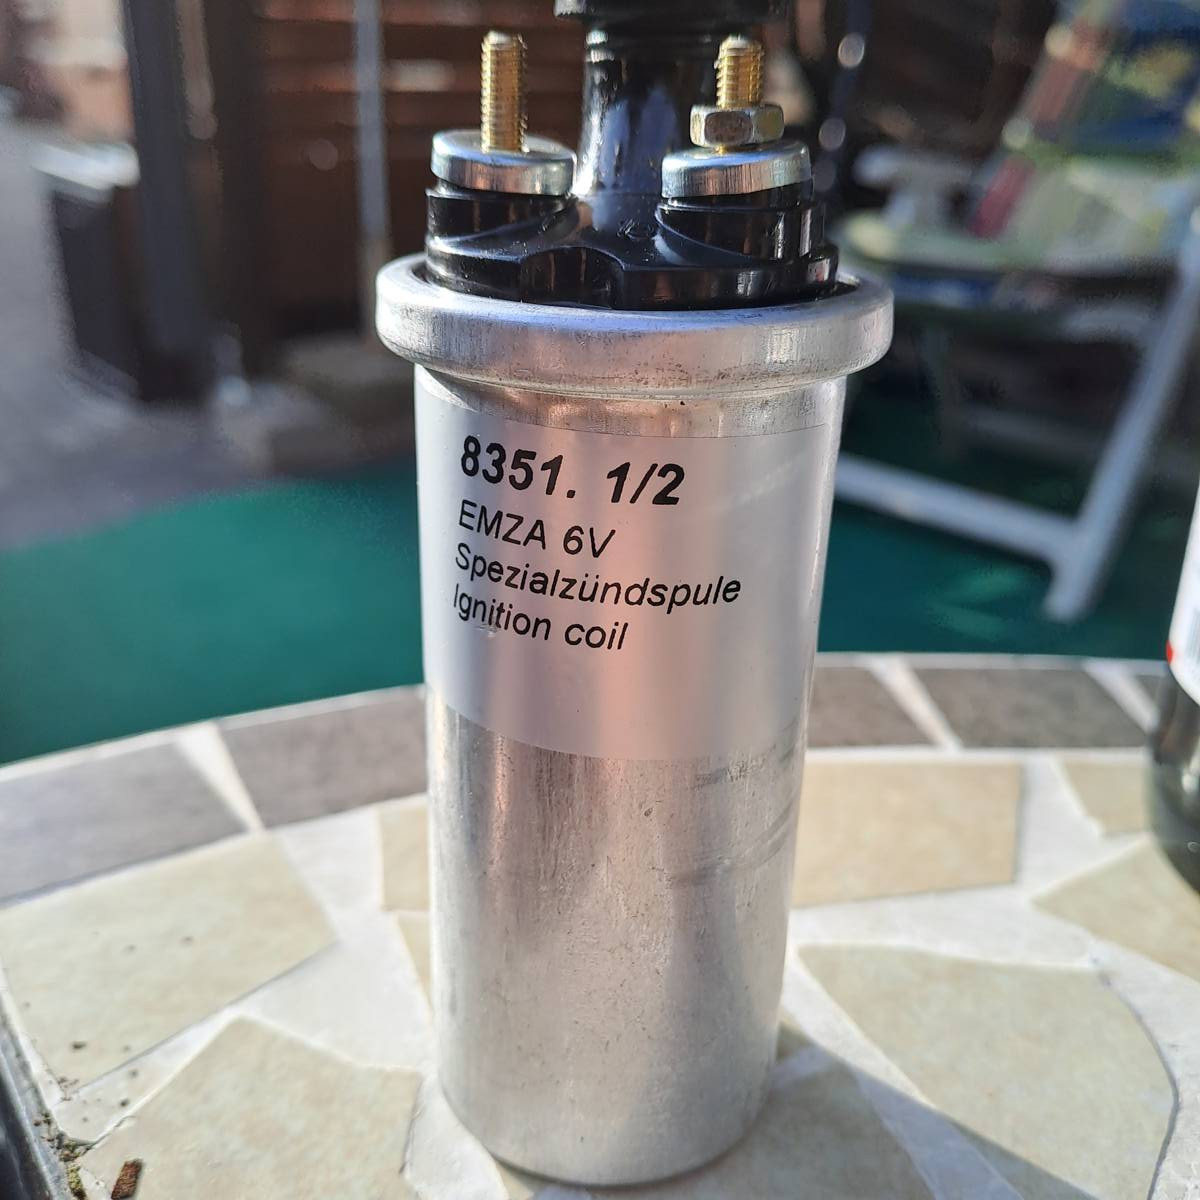 8351. 1/2
EMZA 6V
Spezialzündspule
Ignition coil